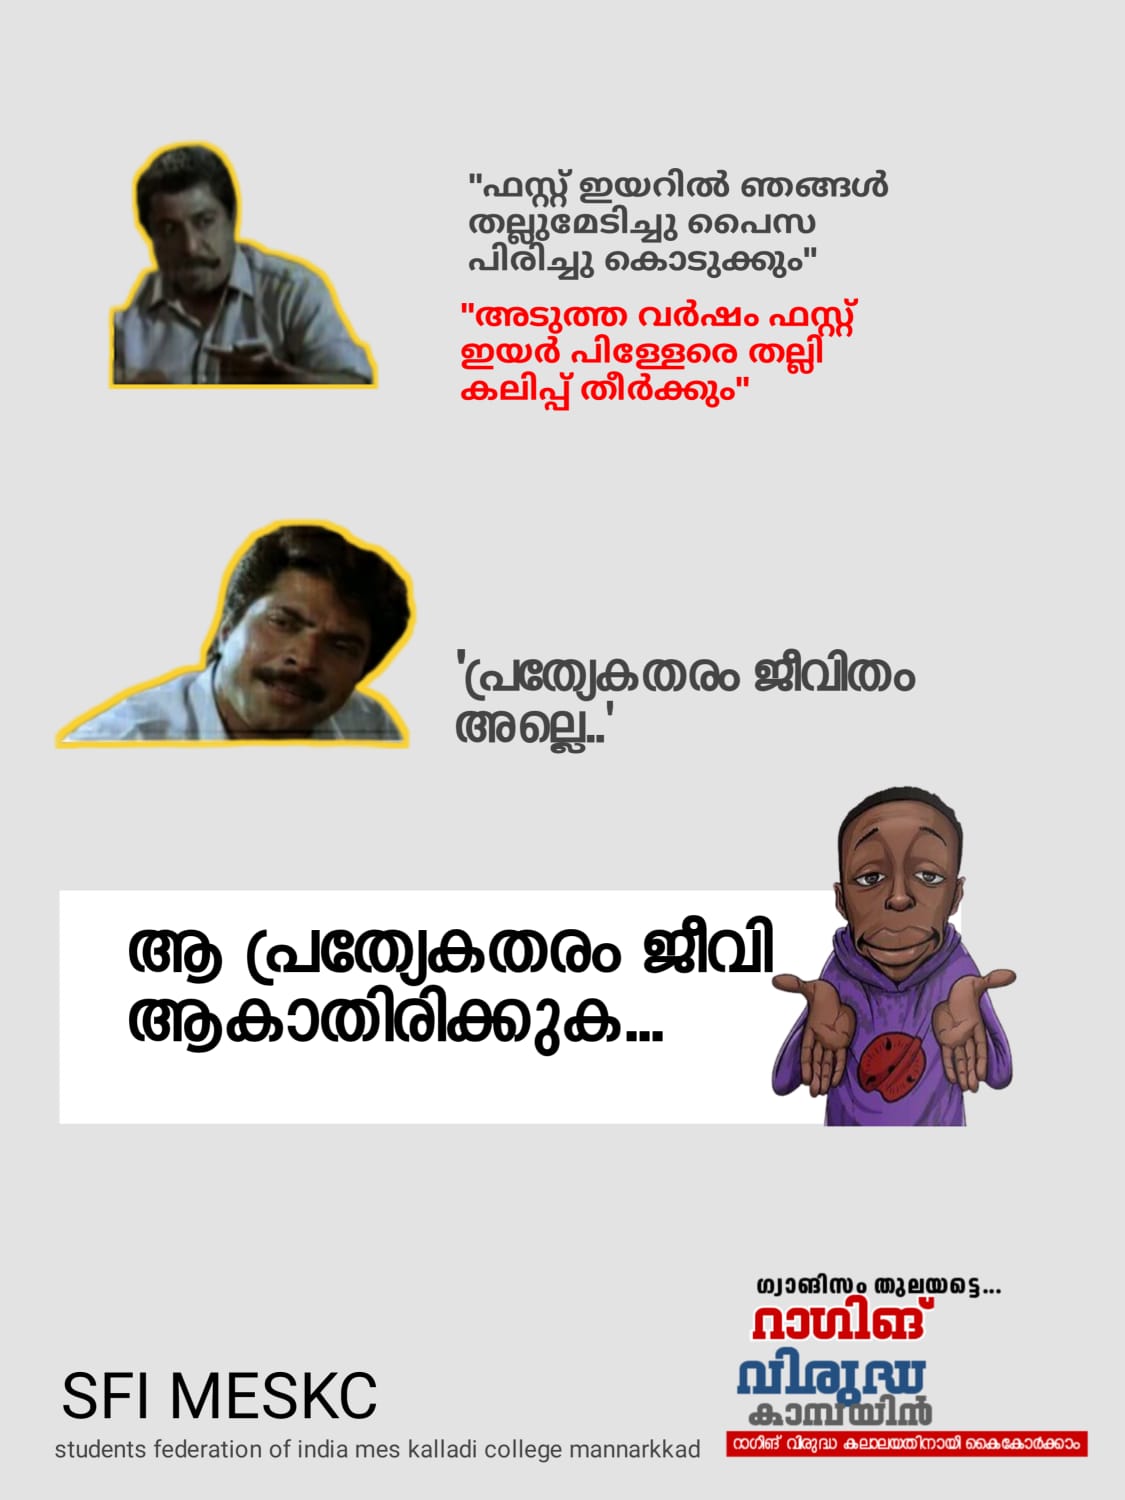 "ഫസ്റ്റ് ഇയറിൽ ഞങ്ങൾ
തല്ലുമേടിച്ചു പൈസ
പിരിച്ചു കൊടുക്കും"
"അടുത്ത വർഷം ഫസ്റ്റ്
ഇയർ പിള്ളേരെ തല്ലി
കലിപ്പ് തീർക്കും"
'പ്രത്യേകതരം ജീവിതം
അല്ലെ..'
ആ പ്രത്യേകതരം ജീവി
ആകാതിരിക്കുക...
ഗ്യാങിസം തുലയട്ടെ...
റാഗിങ്
വിരുദ്ധ
കാമ്പയിൻ
റാഗിങ് വിരുദ്ധ കലാലയതിനായി കൈകോർക്കാം
SFI MESKC
students federation of india mes kalladi college mannarkkad